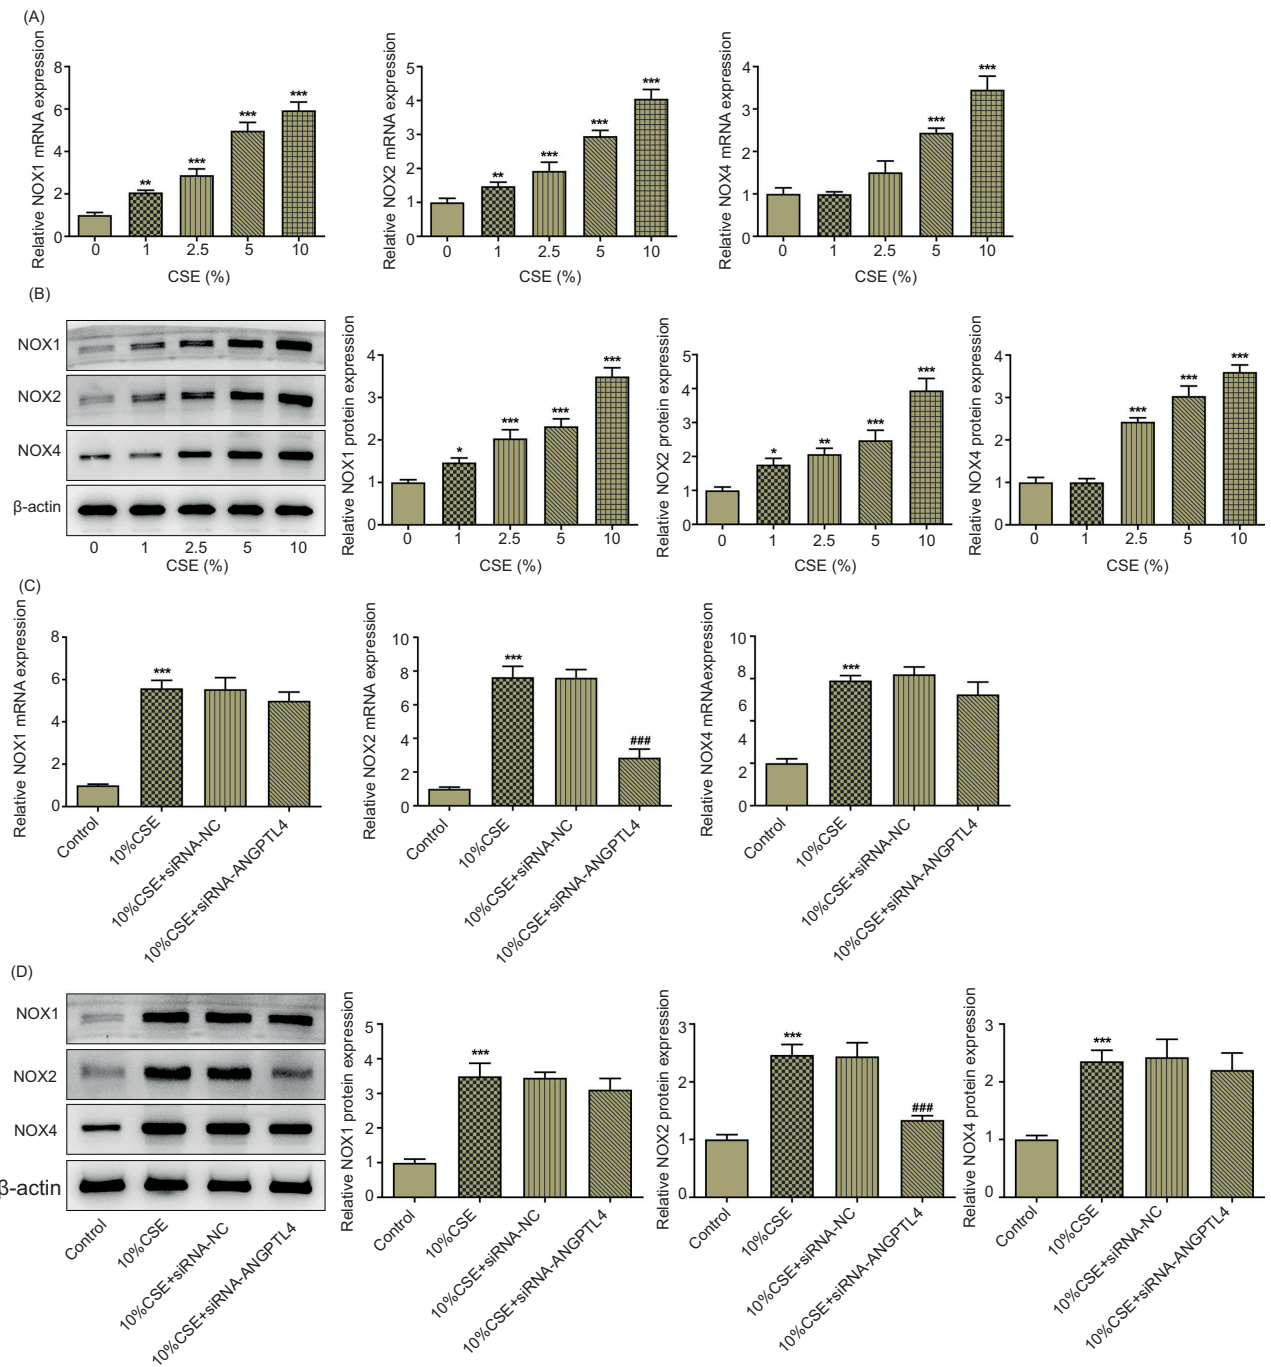 (A)
Relative NOX1 mRNA expression
8
6
4
2
0
** *** *** ***
0 1 2.5 5 10
CSE (%)
Relative NOX2 mRNA expression
5
4
3
2
1
0
** *** *** ***
0 1 2.5 5 10
CSE (%)
Relative NOX4 mRNA expression
4
3
2
1
0
*** ***
0 1 2.5 5 10
CSE (%)
(B)
NOX1
NOX2
NOX4
β-actin
0 1 2.5 5 10
CSE (%)
Relative NOX1 protein expression
4
3
2
1
0
* *** *** ***
0 1 2.5 5 10
CSE (%)
Relative NOX2 protein expression
5
4
3
2
1
0
* ** *** ***
0 1 2.5 5 10
CSE (%)
Relative NOX4 protein expression
4
3
2
1
0
*** *** ***
0 1 2.5 5 10
CSE (%)
(C)
Relative NOX1 mRNA expression
8
6
4
2
0
***
Control
10%CSE
10%CSE+siRNA-NC
10%CSE+siRNA-ANGPTL4
Relative NOX2 mRNA expression
10
8
6
4
2
0
*** ###
Control
10%CSE
10%CSE+siRNA-NC
10%CSE+siRNA-ANGPTL4
Relative NOX4 mRNAexpression
10
8
6
4
2
0
***
Control
10%CSE
10%CSE+siRNA-NC
10%CSE+siRNA-ANGPTL4
(D)
NOX1
NOX2
NOX4
β-actin
Control
10%CSE
10%CSE+siRNA-NC
10%CSE+siRNA-ANGPTL4
Relative NOX1 protein expression
5
4
3
2
1
0
***
Control
10%CSE
10%CSE+siRNA-NC
10%CSE+siRNA-ANGPTL4
Relative NOX2 protein expression
3
2
1
0
*** ###
Control
10%CSE
10%CSE+siRNA-NC
10%CSE+siRNA-ANGPTL4
Relative NOX4 protein expression
3
2
1
0
***
Control
10%CSE
10%CSE+siRNA-NC
10%CSE+siRNA-ANGPTL4